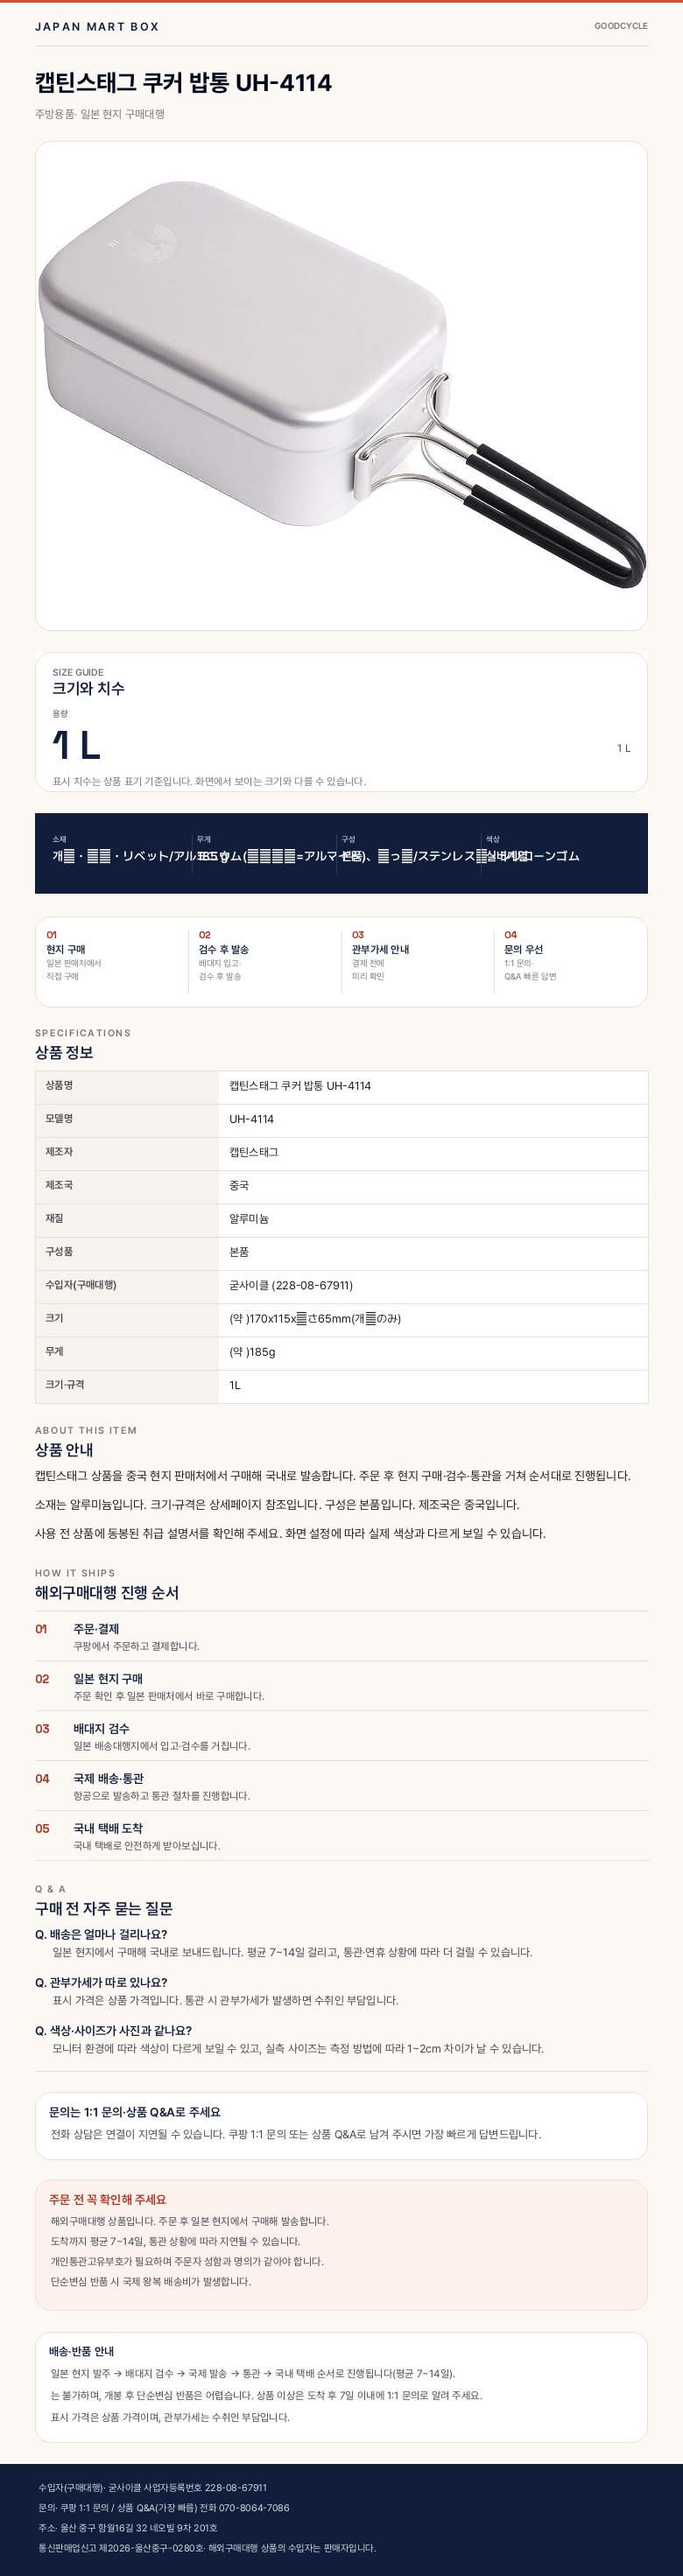 JAPAN MART BOX
GOODCYCLE
캡틴스태그 쿠커 밥통 UH-4114
주방용품· 일본 현지 구매대행
SIZE GUIDE
크기와 치수
용량
1 L
1 L
표시 치수는 상품 표기 기준입니다. 화면에서 보이는 크기와 다를 수 있습니다.
소재
무게
구성
색상
01
현지 구매
일본 판매처에서
직접 구매
02
검수 후 발송
배대지 입고·
검수 후 발송
03
관부가세 안내
결제 전에
미리 확인
04
문의 우선
1:1 문의·
Q&A 빠른 답변
SPECIFICATIONS
상품 정보
상품명 캡틴스태그 쿠커 밥통 UH-4114
모델명 UH-4114
제조자 캡틴스태그
제조국 중국
재질 알루미늄
구성품 본품
수입자(구매대행) 굳사이클 (228-08-67911)
크기 (약 )170x115x さ65mm(개 のみ)
무게 (약 )185g
크기·규격 1L
ABOUT THIS ITEM
상품 안내
캡틴스태그 상품을 중국 현지 판매처에서 구매해 국내로 발송합니다. 주문 후 현지 구매·검수·통관을 거쳐 순서대로 진행됩니다.
소재는 알루미늄입니다. 크기·규격은 상세페이지 참조입니다. 구성은 본품입니다. 제조국은 중국입니다.
사용 전 상품에 동봉된 취급 설명서를 확인해 주세요. 화면 설정에 따라 실제 색상과 다르게 보일 수 있습니다.
HOW IT SHIPS
해외구매대행 진행 순서
01 주문·결제
쿠팡에서 주문하고 결제합니다.
02 일본 현지 구매
주문 확인 후 일본 판매처에서 바로 구매합니다.
03 배대지 검수
일본 배송대행지에서 입고·검수를 거칩니다.
04 국제 배송·통관
항공으로 발송하고 통관 절차를 진행합니다.
05 국내 택배 도착
국내 택배로 안전하게 받아보십니다.
Q & A
구매 전 자주 묻는 질문
Q. 배송은 얼마나 걸리나요?
일본 현지에서 구매해 국내로 보내드립니다. 평균 7~14일 걸리고, 통관·연휴 상황에 따라 더 걸릴 수 있습니다.
Q. 관부가세가 따로 있나요?
표시 가격은 상품 가격입니다. 통관 시 관부가세가 발생하면 수취인 부담입니다.
Q. 색상·사이즈가 사진과 같나요?
모니터 환경에 따라 색상이 다르게 보일 수 있고, 실측 사이즈는 측정 방법에 따라 1~2cm 차이가 날 수 있습니다.
문의는 1:1 문의·상품 Q&A로 주세요
전화 상담은 연결이 지연될 수 있습니다. 쿠팡 1:1 문의 또는 상품 Q&A로 남겨 주시면 가장 빠르게 답변드립니다.
주문 전 꼭 확인해 주세요
해외구매대행 상품입니다. 주문 후 일본 현지에서 구매해 발송합니다.
도착까지 평균 7~14일, 통관 상황에 따라 지연될 수 있습니다.
개인통관고유부호가 필요하며 주문자 성함과 명의가 같아야 합니다.
단순변심 반품 시 국제 왕복 배송비가 발생합니다.
배송·반품 안내
일본 현지 발주 → 배대지 검수 → 국제 발송 → 통관 → 국내 택배 순서로 진행됩니다(평균 7~14일).
는 불가하며, 개봉 후 단순변심 반품은 어렵습니다. 상품 이상은 도착 후 7일 이내에 1:1 문의로 알려 주세요.
표시 가격은 상품 가격이며, 관부가세는 수취인 부담입니다.
수입자(구매대행)· 굳사이클 사업자등록번호 228-08-67911
문의· 쿠팡 1:1 문의 / 상품 Q&A(가장 빠름) 전화 070-8064-7086
주소· 울산 중구 함월16길 32 네오빌 9차 201호
통신판매업신고 제2026-울산중구-0280호· 해외구매대행 상품의 수입자는 판매자입니다.